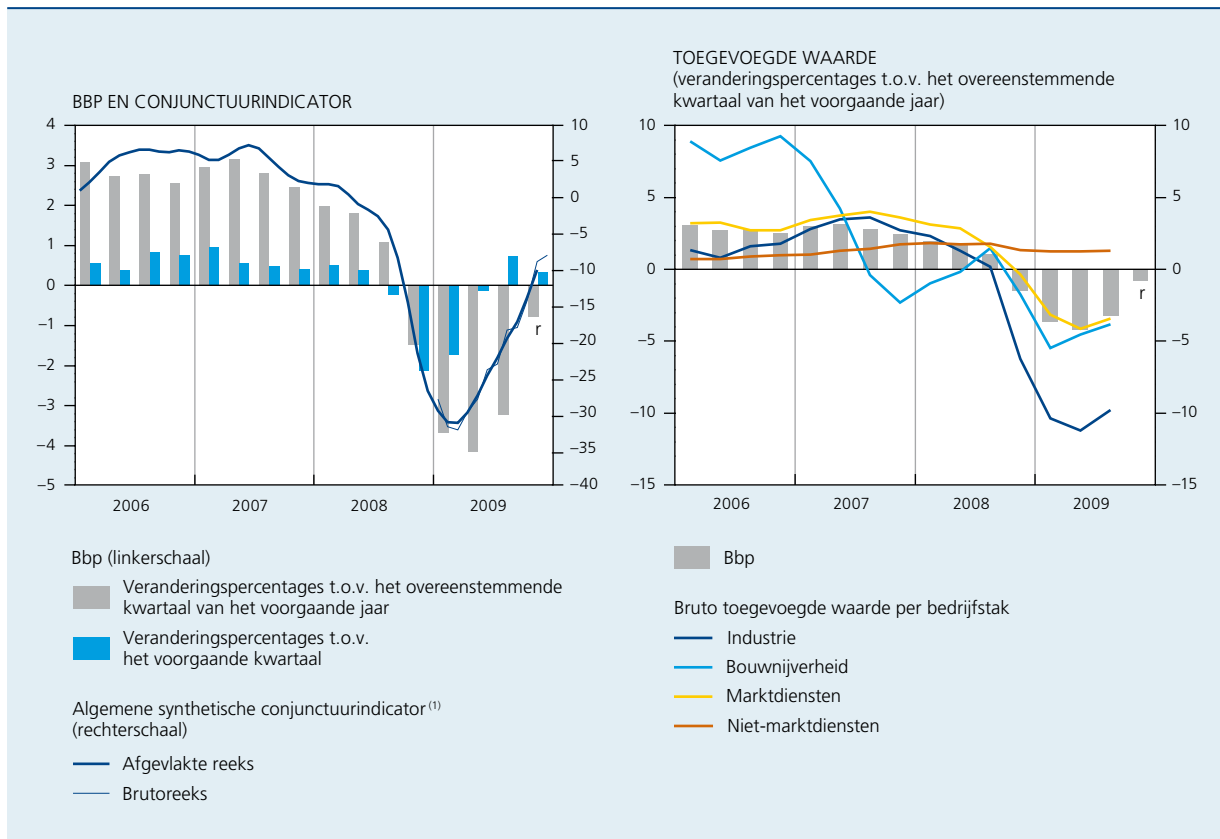 BBP EN CONJUNCTUURINDICATOR
4
3
2
1
0
–1
–2
–3
–4
–5
10
5
0
–5
–10
–15
–20
–25
–30
–35
–40
r
2006
2007
2008
2009
Bbp (linkerschaal)
Veranderingspercentages t.o.v. het overeenstemmende
kwartaal van het voorgaande jaar
Veranderingspercentages t.o.v.
het voorgaande kwartaal
Algemene synthetische conjunctuurindicator (1)
(rechterschaal)
Afgevlakte reeks
Brutoreeks
TOEGEVOEGDE WAARDE
(veranderingspercentages t.o.v. het overeenstemmende
kwartaal van het voorgaande jaar)
10
5
0
–5
–10
–15
10
5
0
–5
–10
–15
r
2006
2007
2008
2009
Bbp
Bruto toegevoegde waarde per bedrijfstak
Industrie
Bouwnijverheid
Marktdiensten
Niet-marktdiensten